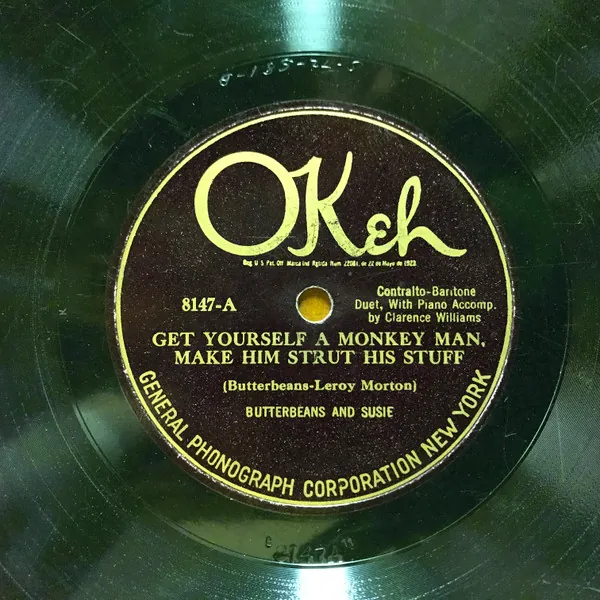 OKeh
8147-A
Contralto-Baritone
Duet, With Piano Accomp.
by Clarence Williams
GET YOURSELF A MONKEY MAN,
MAKE HIM STRUT HIS STUFF
(Butterbeans-Leroy Morton)
BUTTERBEANS AND SUSIE
GENERAL PHONOGRAPH CORPORATION NEW YORK